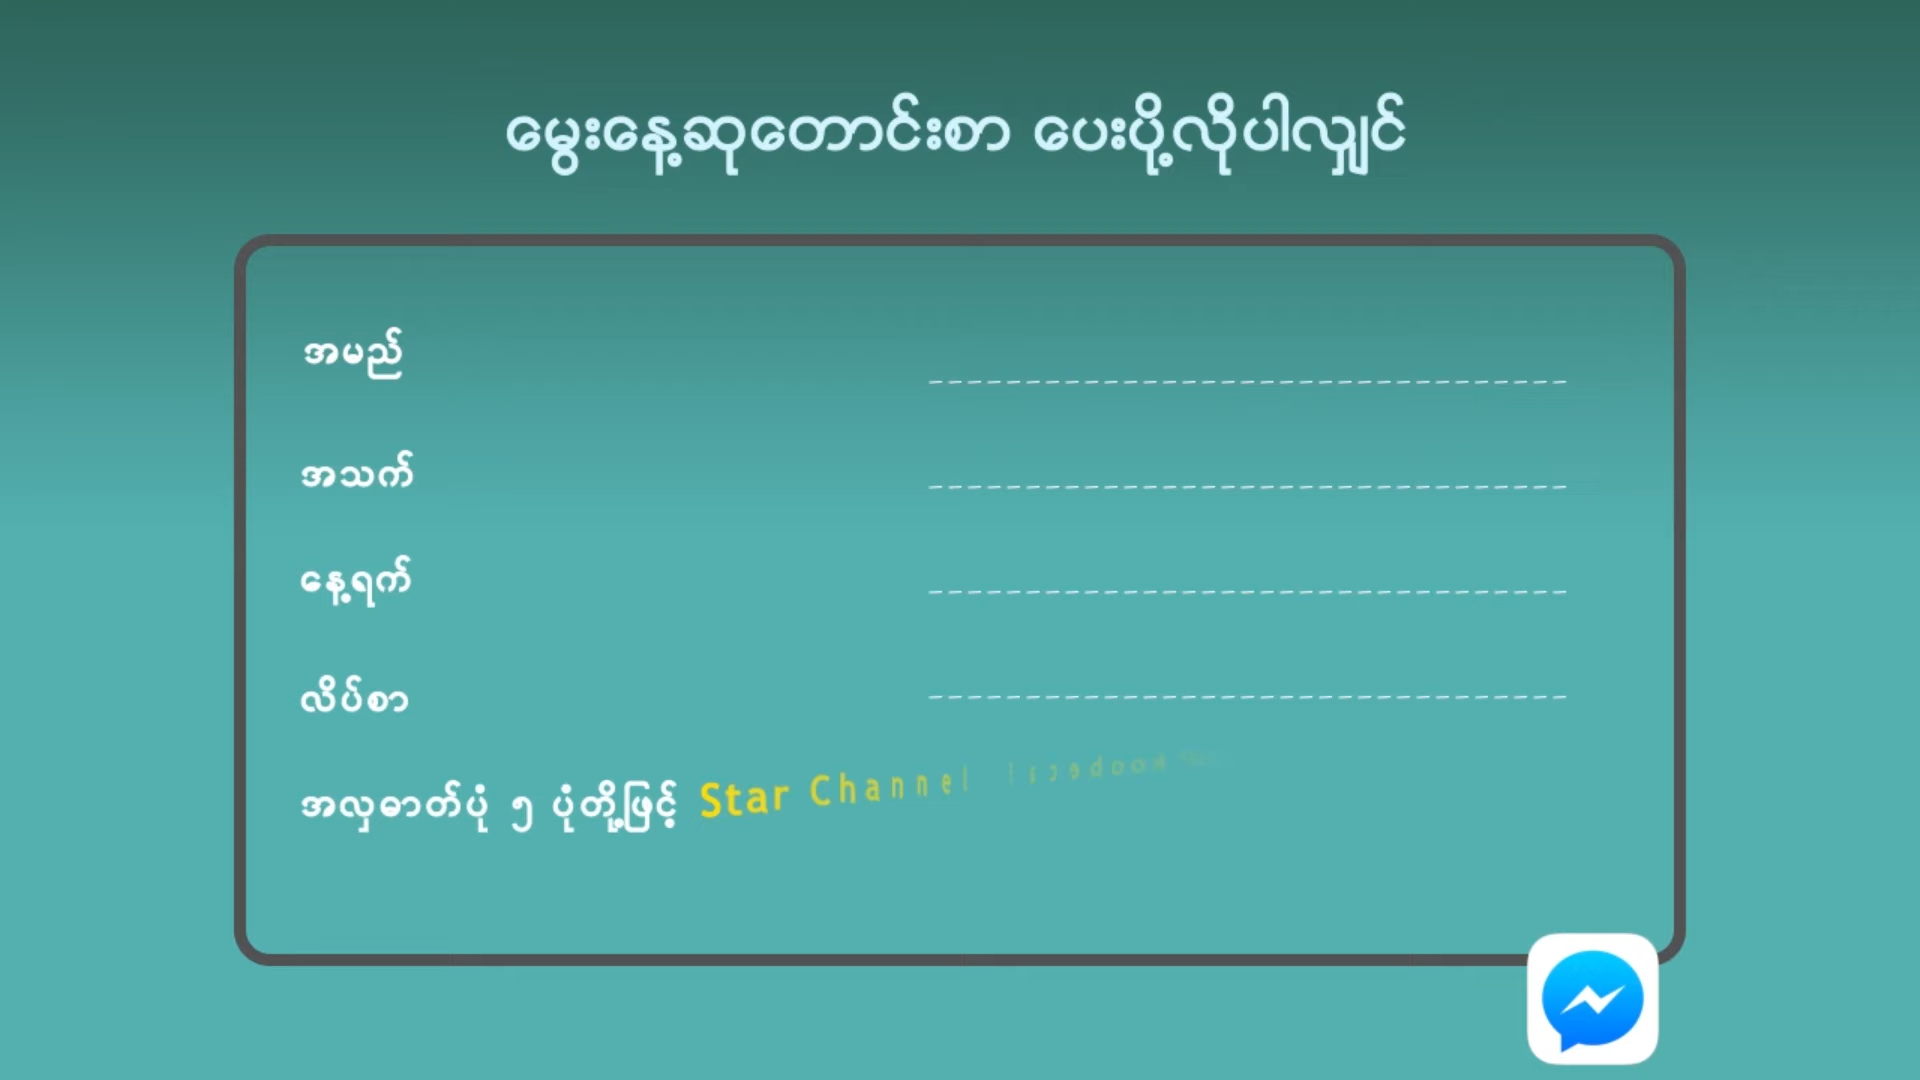 မွေးနေ့ဆုတောင်းစာ ပေးပို့လိုပါလျှင်
အမည်
အသက်
နေ့ရက်
လိပ်စာ
အလှဓာတ်ပုံ ၅ ပုံတို့ဖြင့် Star Channel